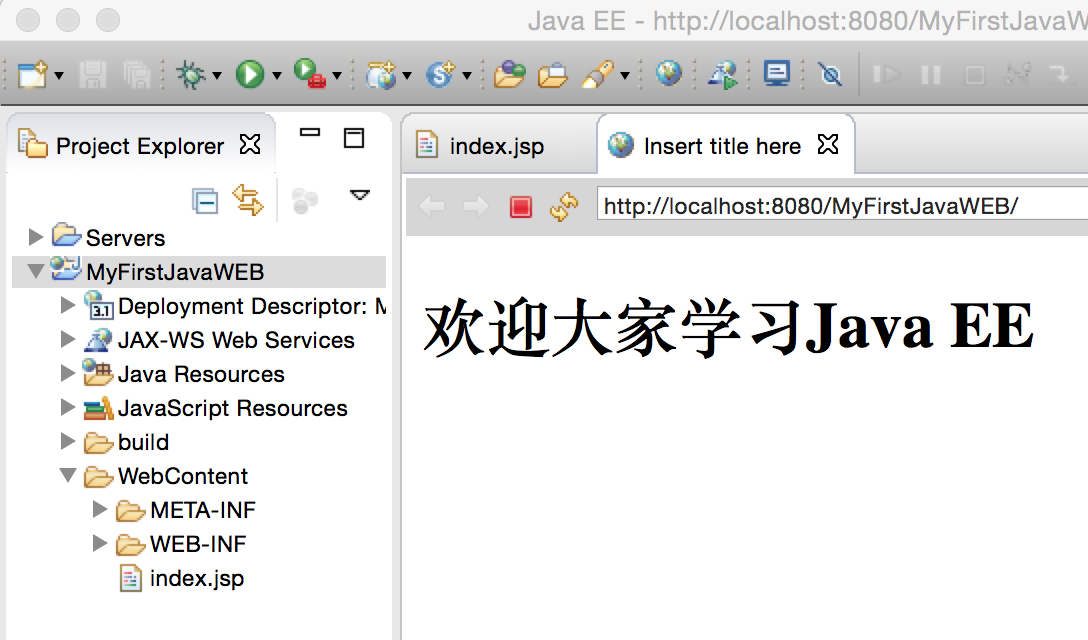 Java EE - http://localhost:8080/MyFirstJavaW
Project Explorer
index.jsp
Insert title here
http://localhost:8080/MyFirstJavaWEB/
Servers
MyFirstJavaWEB
3.1 Deployment Descriptor: M
JAX-WS Web Services
Java Resources
JavaScript Resources
build
WebContent
META-INF
WEB-INF
index.jsp
欢迎大家学习Java EE